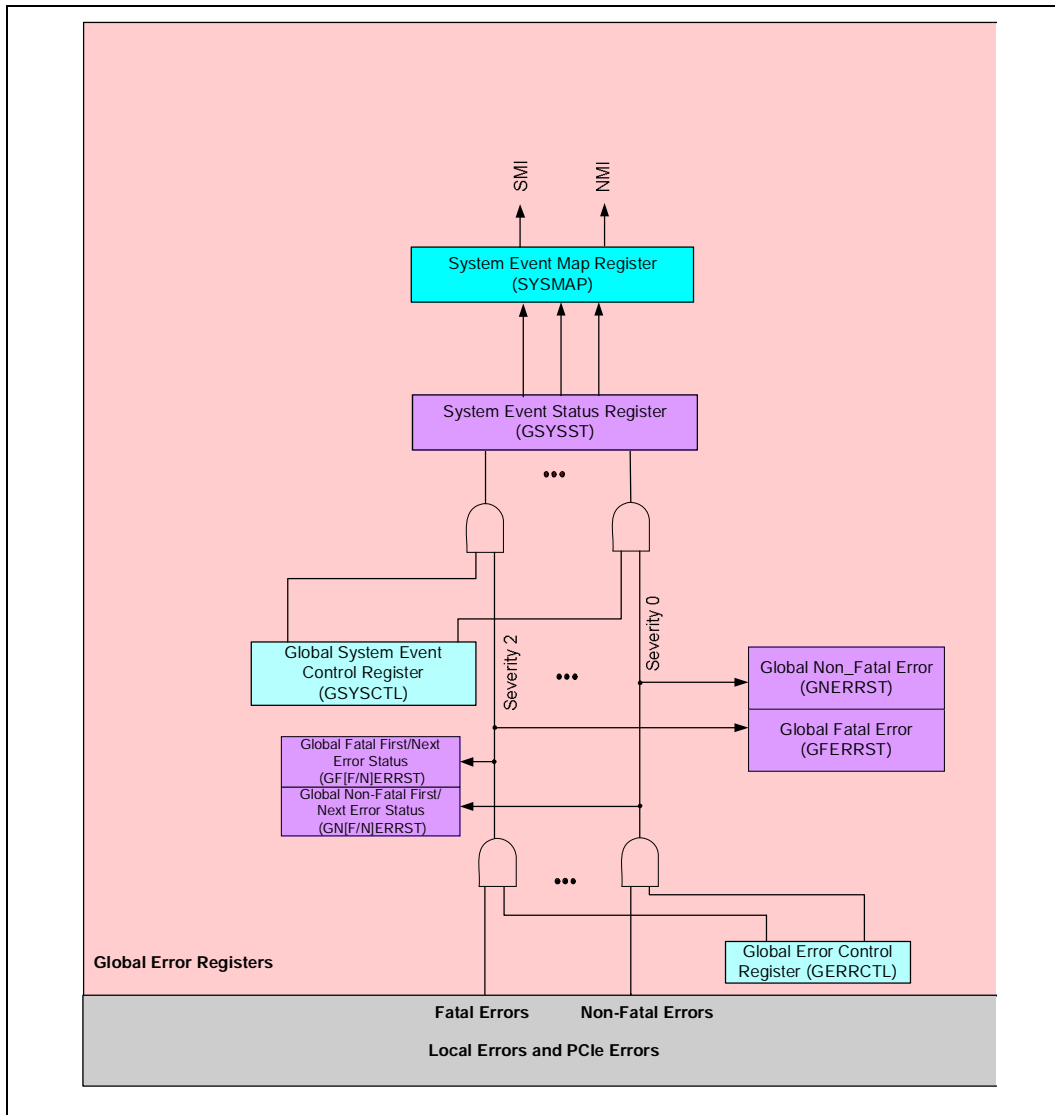 SMI
NMI
System Event Map Register
(SYSMAP)
System Event Status Register
(GSYSST)
Severity 2
Severity 0
Global System Event
Control Register
(GSYSCTL)
Global Non_Fatal Error
(GNERRST)
Global Fatal Error
(GFERRST)
Global Fatal First/Next
Error Status
(GF[F/N]ERRST)
Global Non-Fatal First/
Next Error Status
(GN[F/N]ERRST)
Global Error Control
Register (GERRCTL)
Global Error Registers
Fatal Errors
Non-Fatal Errors
Local Errors and PCIe Errors